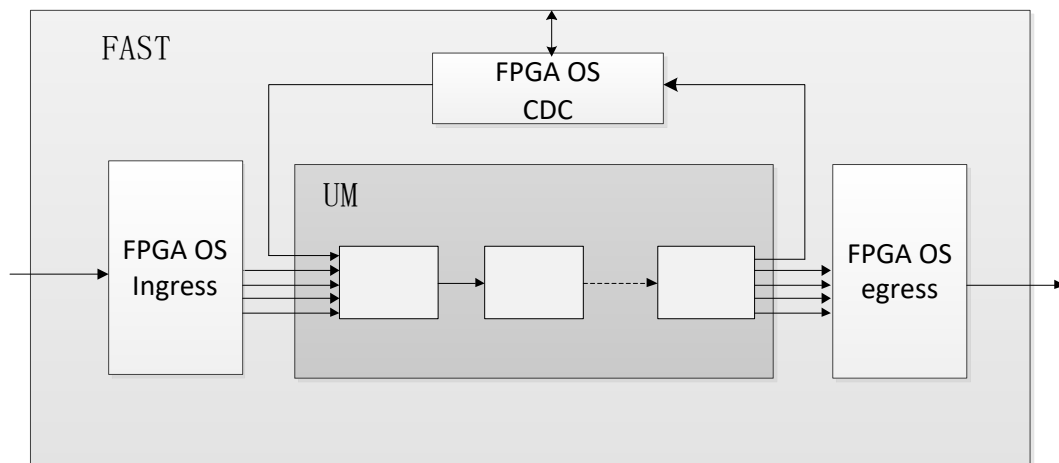 FAST
FPGA OS
CDC
UM
FPGA OS
Ingress
FPGA OS
egress